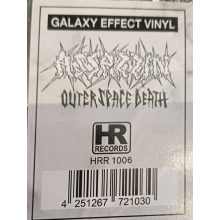 GALAXY EFFECT VINYL
OUTER SPACE DEATH
HR
RECORDS
HRR 1006
4 251267 721030